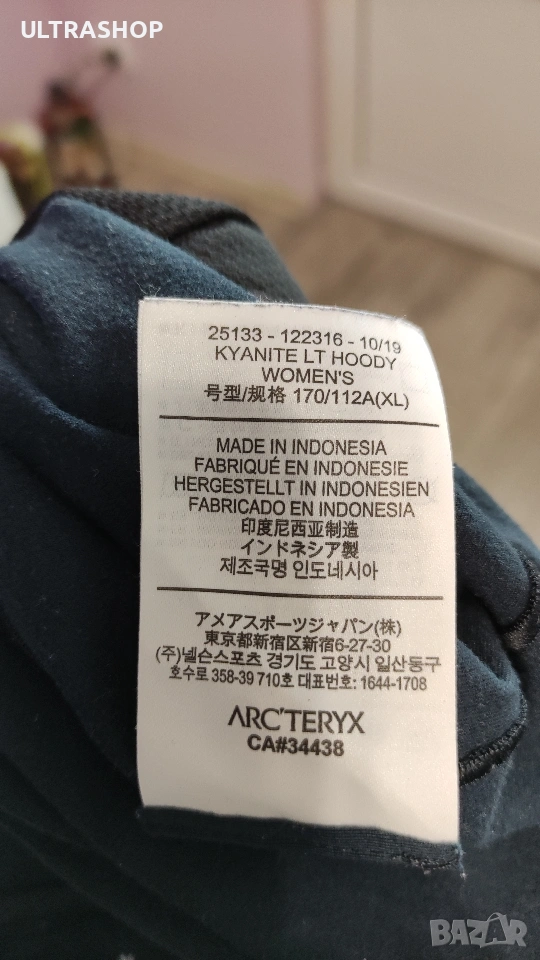 ULTRASHOP
25133 - 122316 - 10/19
KYANITE LT HOODY
WOMEN'S
号型/规格 170/112A(XL)
MADE IN INDONESIA
FABRIQUÉ EN INDONESIE
HERGESTELLT IN INDONESIEN
FABRICADO EN INDONESIA
印度尼西亚制造
インドネシア製
제조국명 인도네시아
アメアスポーツジャパン(株)
東京都新宿区新宿6-27-30
(주)넬슨스포츠 경기도 고양시 일산동구
호수로 358-39 710호 대표번호: 1644-1708
ARC'TERYX
CA#34438
BAZAR